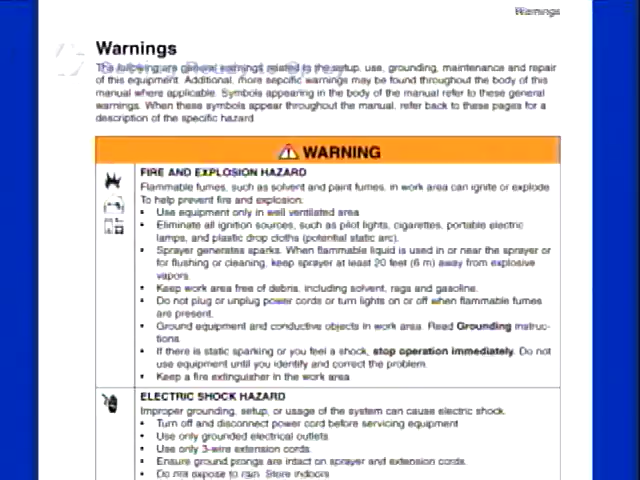 Warnings
Warnings
The following are general warnings related to the setup, use, grounding, maintenance and repair
of this equipment. Additional, more specific warnings may be found throughout the body of this
manual where applicable. Symbols appearing in the body of the manual refer to these general
warnings. When these symbols appear throughout the manual, refer back to these pages for a
description of the specific hazard
WARNING
FIRE AND EXPLOSION HAZARD
Flammable fumes, such as solvent and paint fumes, in work area can ignite or explode
To help prevent fire and explosion:
• Use equipment only in well ventilated area
• Eliminate all ignition sources, such as pilot lights, cigarettes, portable electric
lamps, and plastic drop cloths (potential static arc).
• Sprayer generates sparks. When flammable liquid is used in or near the sprayer or
for flushing or cleaning, keep sprayer at least 20 feet (6 m) away from explosive
vapors.
• Keep work area free of debris, including solvent, rags and gasoline.
• Do not plug or unplug power cords or turn lights on or off when flammable fumes
are present.
• Ground equipment and conductive objects in work area. Read Grounding instruc-
tions
• If there is static sparking or you feel a shock, stop operation immediately. Do not
use equipment until you identify and correct the problem.
• Keep a fire extinguisher in the work area
ELECTRIC SHOCK HAZARD
Improper grounding, setup, or usage of the system can cause electric shock.
• Turn off and disconnect power cord before servicing equipment
• Use only grounded electrical outlets
• Use only 3-wire extension cords.
• Ensure ground prongs are intact on sprayer and extension cords.
• Do not expose to rain. Store indoors